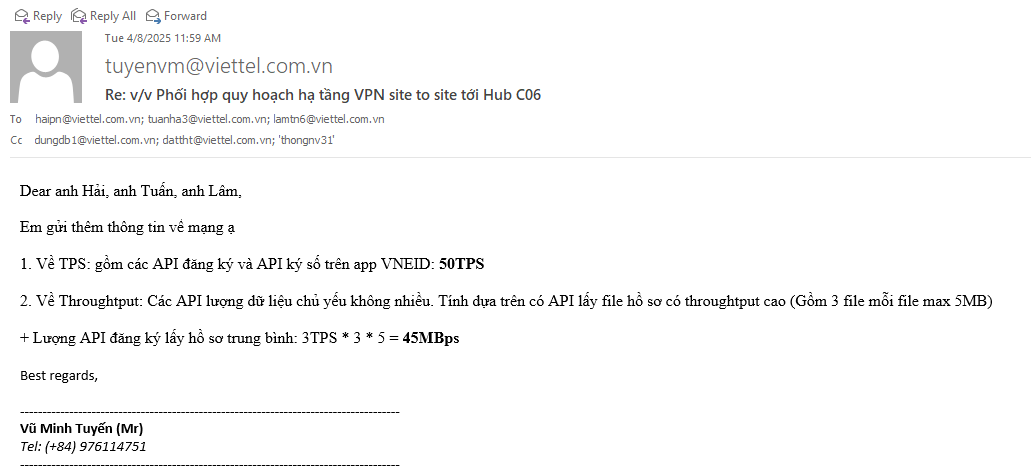 Reply Reply All Forward
Tue 4/8/2025 11:59 AM
tuyenvm@viettel.com.vn
Re: v/v Phối hợp quy hoạch hạ tầng VPN site to site tới Hub C06
To haipn@viettel.com.vn; tuanha3@viettel.com.vn; lamtn6@viettel.com.vn
Cc dungdb1@viettel.com.vn; dattht@viettel.com.vn; 'thongnv31'
Dear anh Hải, anh Tuấn, anh Lâm,
Em gửi thêm thông tin về mạng ạ
1. Về TPS: gồm các API đăng ký và API ký số trên app VNEID: 50TPS
2. Về Throughtput: Các API lượng dữ liệu chủ yếu không nhiều. Tính dựa trên có API lấy file hồ sơ có throughtput cao (Gồm 3 file mỗi file max 5MB)
+ Lượng API đăng ký lấy hồ sơ trung bình: 3TPS * 3 * 5 = 45MBps
Best regards,
--------------------------------------------------------------------------------
Vũ Minh Tuyến (Mr)
Tel: (+84) 976114751
--------------------------------------------------------------------------------